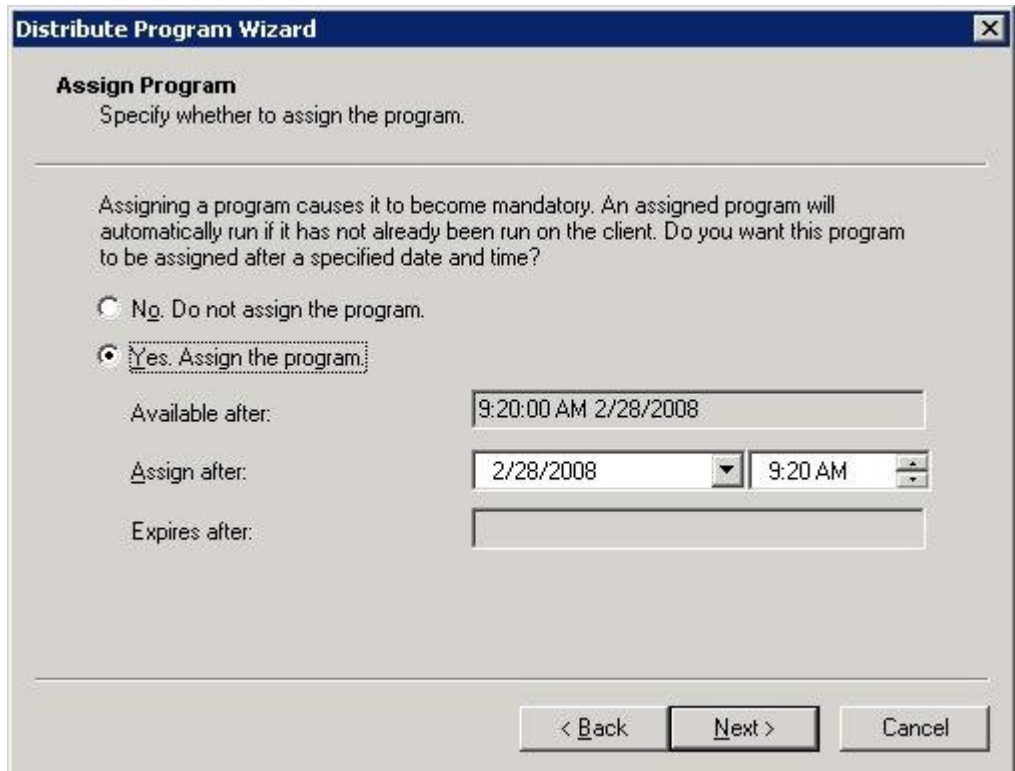 Distribute Program Wizard
Assign Program
Specify whether to assign the program.
Assigning a program causes it to become mandatory. An assigned program will
automatically run if it has not already been run on the client. Do you want this program
to be assigned after a specified date and time?
No. Do not assign the program.
Yes. Assign the program.
Available after: 9:20:00 AM 2/28/2008
Assign after: 2/28/2008 9:20 AM
Expires after:
< Back Next > Cancel